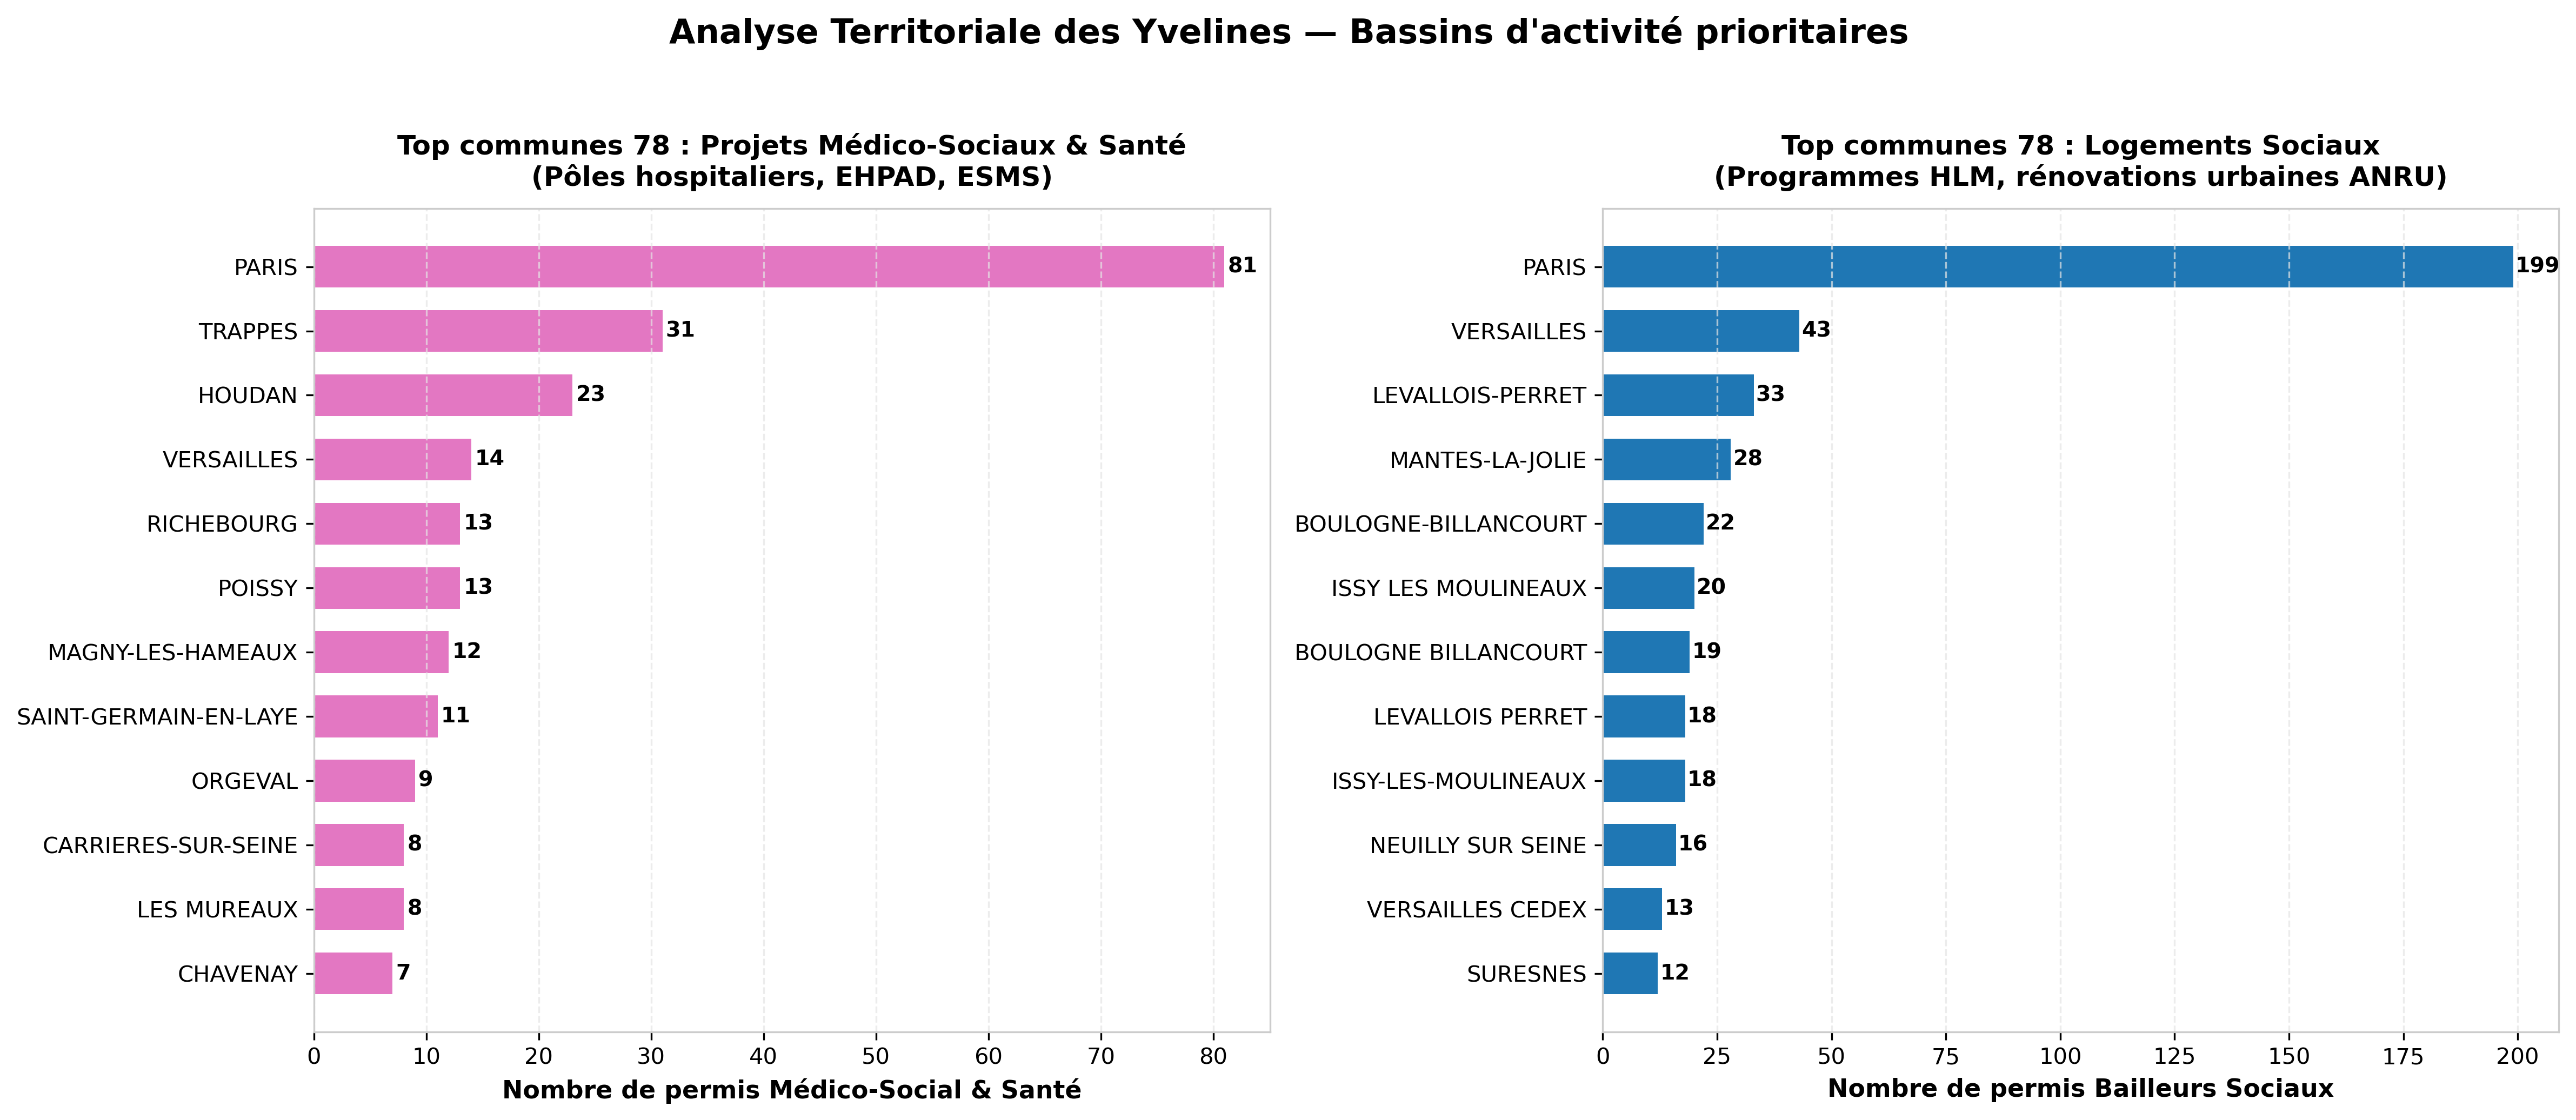 Analyse Territoriale des Yvelines — Bassins d'activité prioritaires
Top communes 78 : Projets Médico-Sociaux & Santé
(Pôles hospitaliers, EHPAD, ESMS)
PARIS
81
TRAPPES
31
HOUDAN
23
VERSAILLES
14
RICHEBOURG
13
POISSY
13
MAGNY-LES-HAMEAUX
12
SAINT-GERMAIN-EN-LAYE
11
ORGEVAL
9
CARRIERES-SUR-SEINE
8
LES MUREAUX
8
CHAVENAY
7
0 10 20 30 40 50 60 70 80
Nombre de permis Médico-Social & Santé
Top communes 78 : Logements Sociaux
(Programmes HLM, rénovations urbaines ANRU)
PARIS
199
VERSAILLES
43
LEVALLOIS-PERRET
33
MANTES-LA-JOLIE
28
BOULOGNE-BILLANCOURT
22
ISSY LES MOULINEAUX
20
BOULOGNE BILLANCOURT
19
LEVALLOIS PERRET
18
ISSY-LES-MOULINEAUX
18
NEUILLY SUR SEINE
16
VERSAILLES CEDEX
13
SURESNES
12
0 25 50 75 100 125 150 175 200
Nombre de permis Bailleurs Sociaux